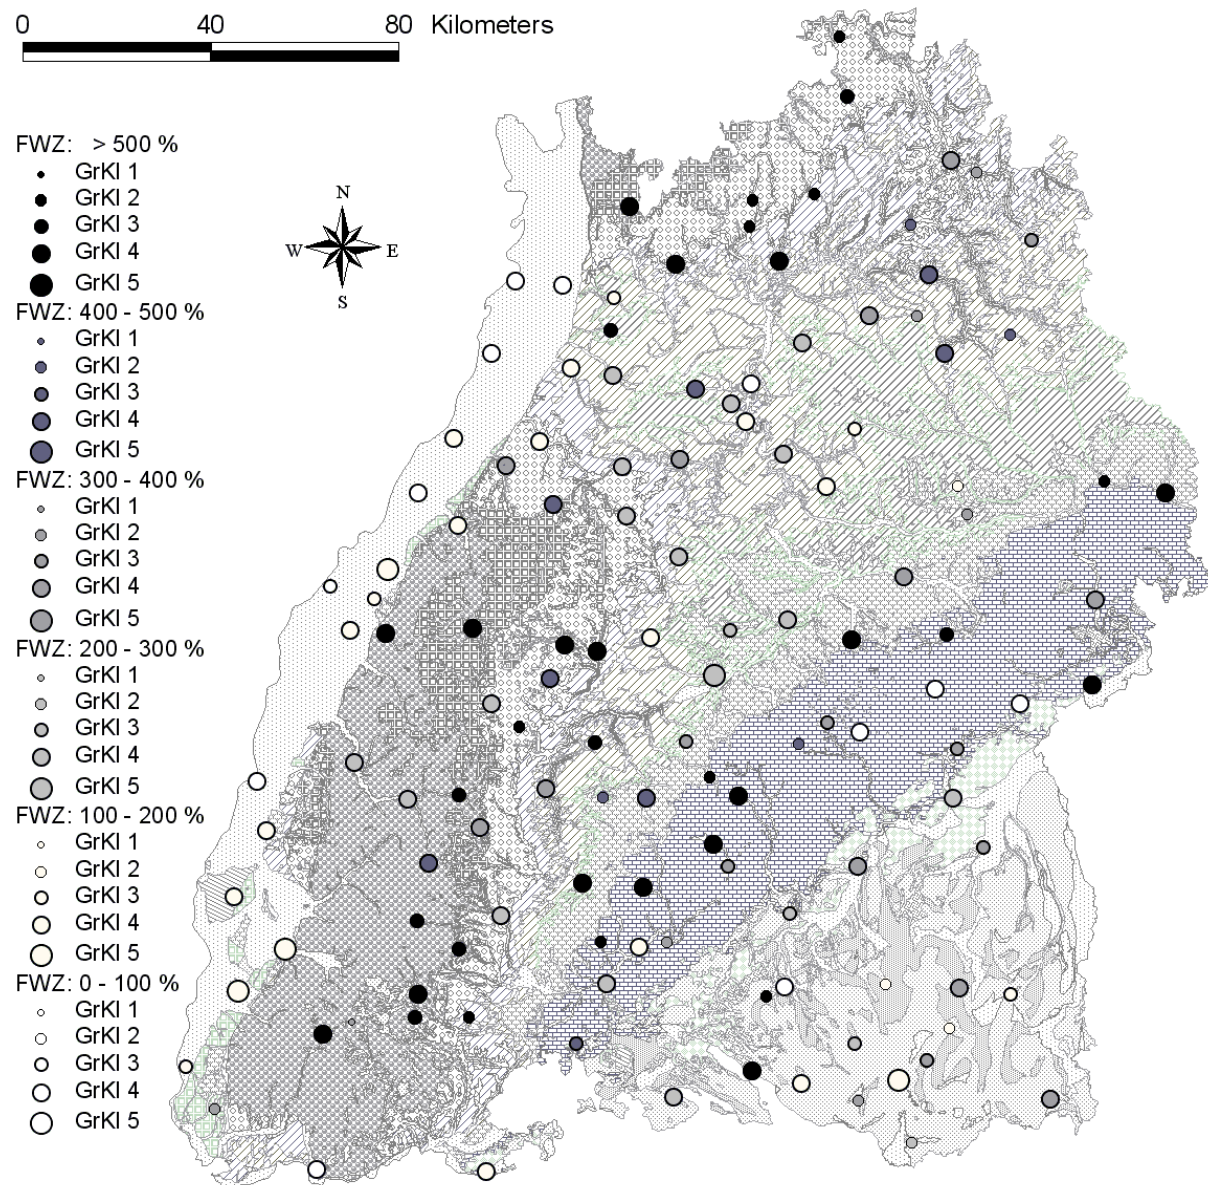 0 40 80 Kilometers
FWZ: > 500 %
GrKl 1
GrKl 2
GrKl 3
GrKl 4
GrKl 5
FWZ: 400 - 500 %
GrKl 1
GrKl 2
GrKl 3
GrKl 4
GrKl 5
FWZ: 300 - 400 %
GrKl 1
GrKl 2
GrKl 3
GrKl 4
GrKl 5
FWZ: 200 - 300 %
GrKl 1
GrKl 2
GrKl 3
GrKl 4
GrKl 5
FWZ: 100 - 200 %
GrKl 1
GrKl 2
GrKl 3
GrKl 4
GrKl 5
FWZ: 0 - 100 %
GrKl 1
GrKl 2
GrKl 3
GrKl 4
GrKl 5
N
W E
S